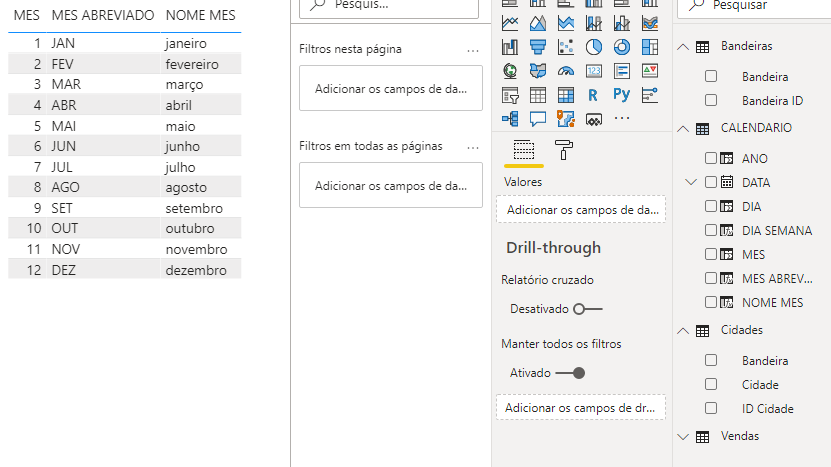 MES MES ABREVIADO NOME MES
1 JAN janeiro
2 FEV fevereiro
3 MAR março
4 ABR abril
5 MAI maio
6 JUN junho
7 JUL julho
8 AGO agosto
9 SET setembro
10 OUT outubro
11 NOV novembro
12 DEZ dezembro
Pesquis...
Filtros nesta página ...
Adicionar os campos de da...
Filtros em todas as páginas ...
Adicionar os campos de da...
123
R Py
...
Valores
Adicionar os campos de da...
Drill-through
Relatório cruzado
Desativado
Manter todos os filtros
Ativado
Adicionar os campos de dr...
Pesquisar
Bandeiras
Bandeira
Bandeira ID
CALENDARIO
ANO
DATA
DIA
DIA SEMANA
MES
MES ABREV...
NOME MES
Cidades
Bandeira
Cidade
ID Cidade
Vendas